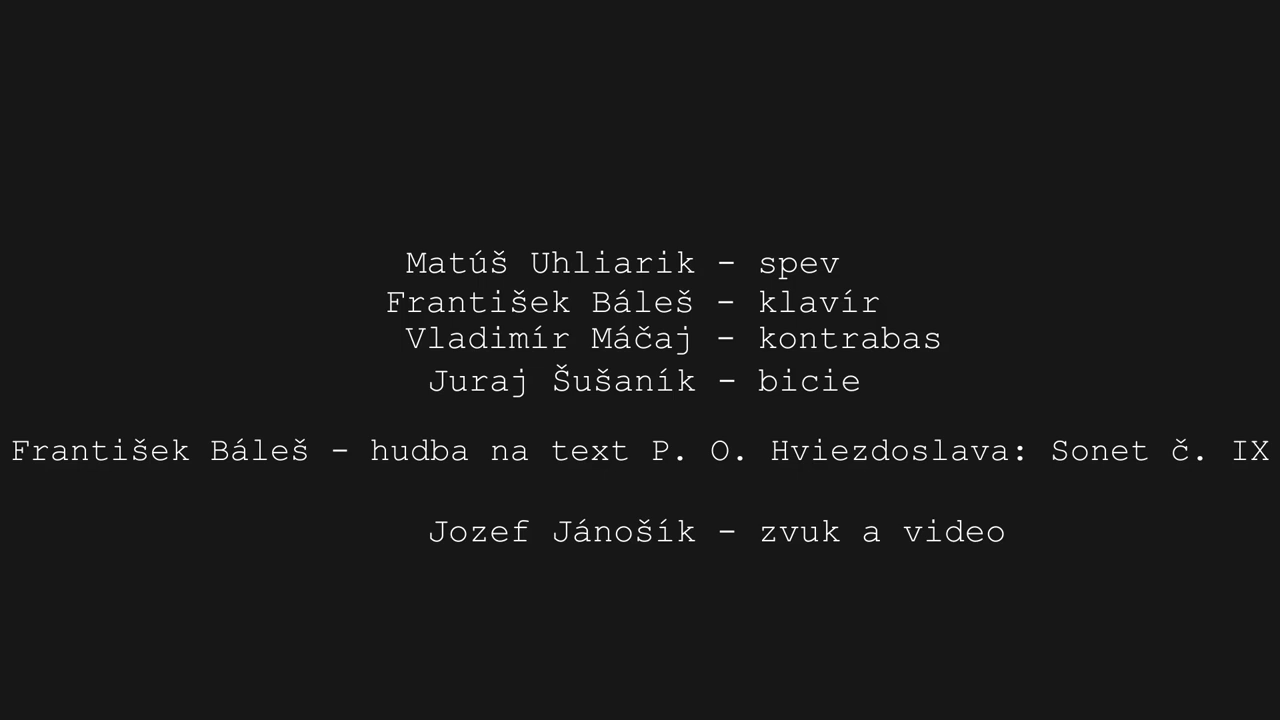 Matúš Uhliarik - spev
František Báleš - klavír
Vladimír Máčaj - kontrabas
Juraj Šušaník - bicie
František Báleš - hudba na text P. O. Hviezdoslava: Sonet č. IX
Jozef Jánošík - zvuk a video